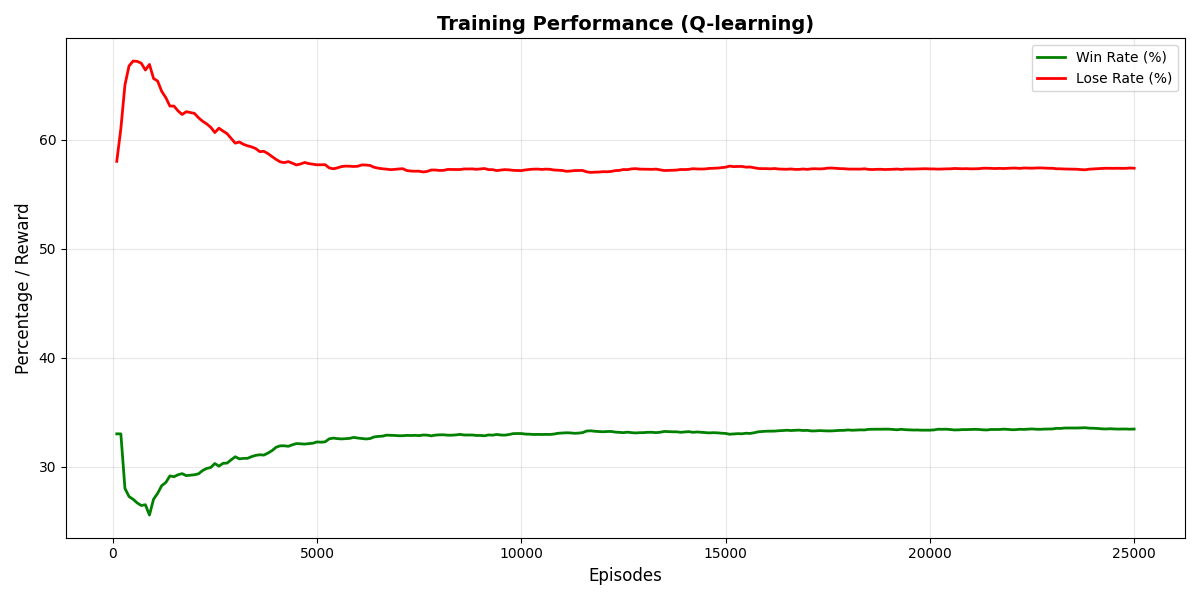 Training Performance (Q-learning)
Win Rate (%)
Lose Rate (%)
Percentage / Reward
60
50
40
30
0
5000
10000
15000
20000
25000
Episodes